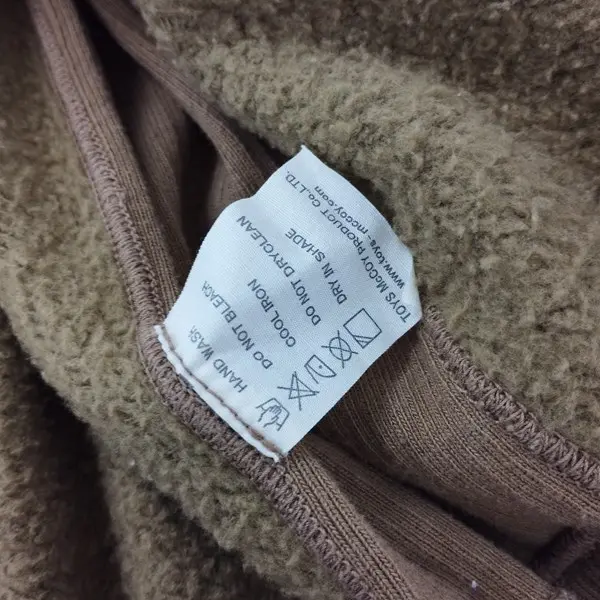 HAND WASH
DO NOT BLEACH
COOL IRON
DO NOT DRYCLEAN
DRY IN SHADE
TOYS McCOY PRODUCT Co.,LTD.
www.toys-mccoy.com